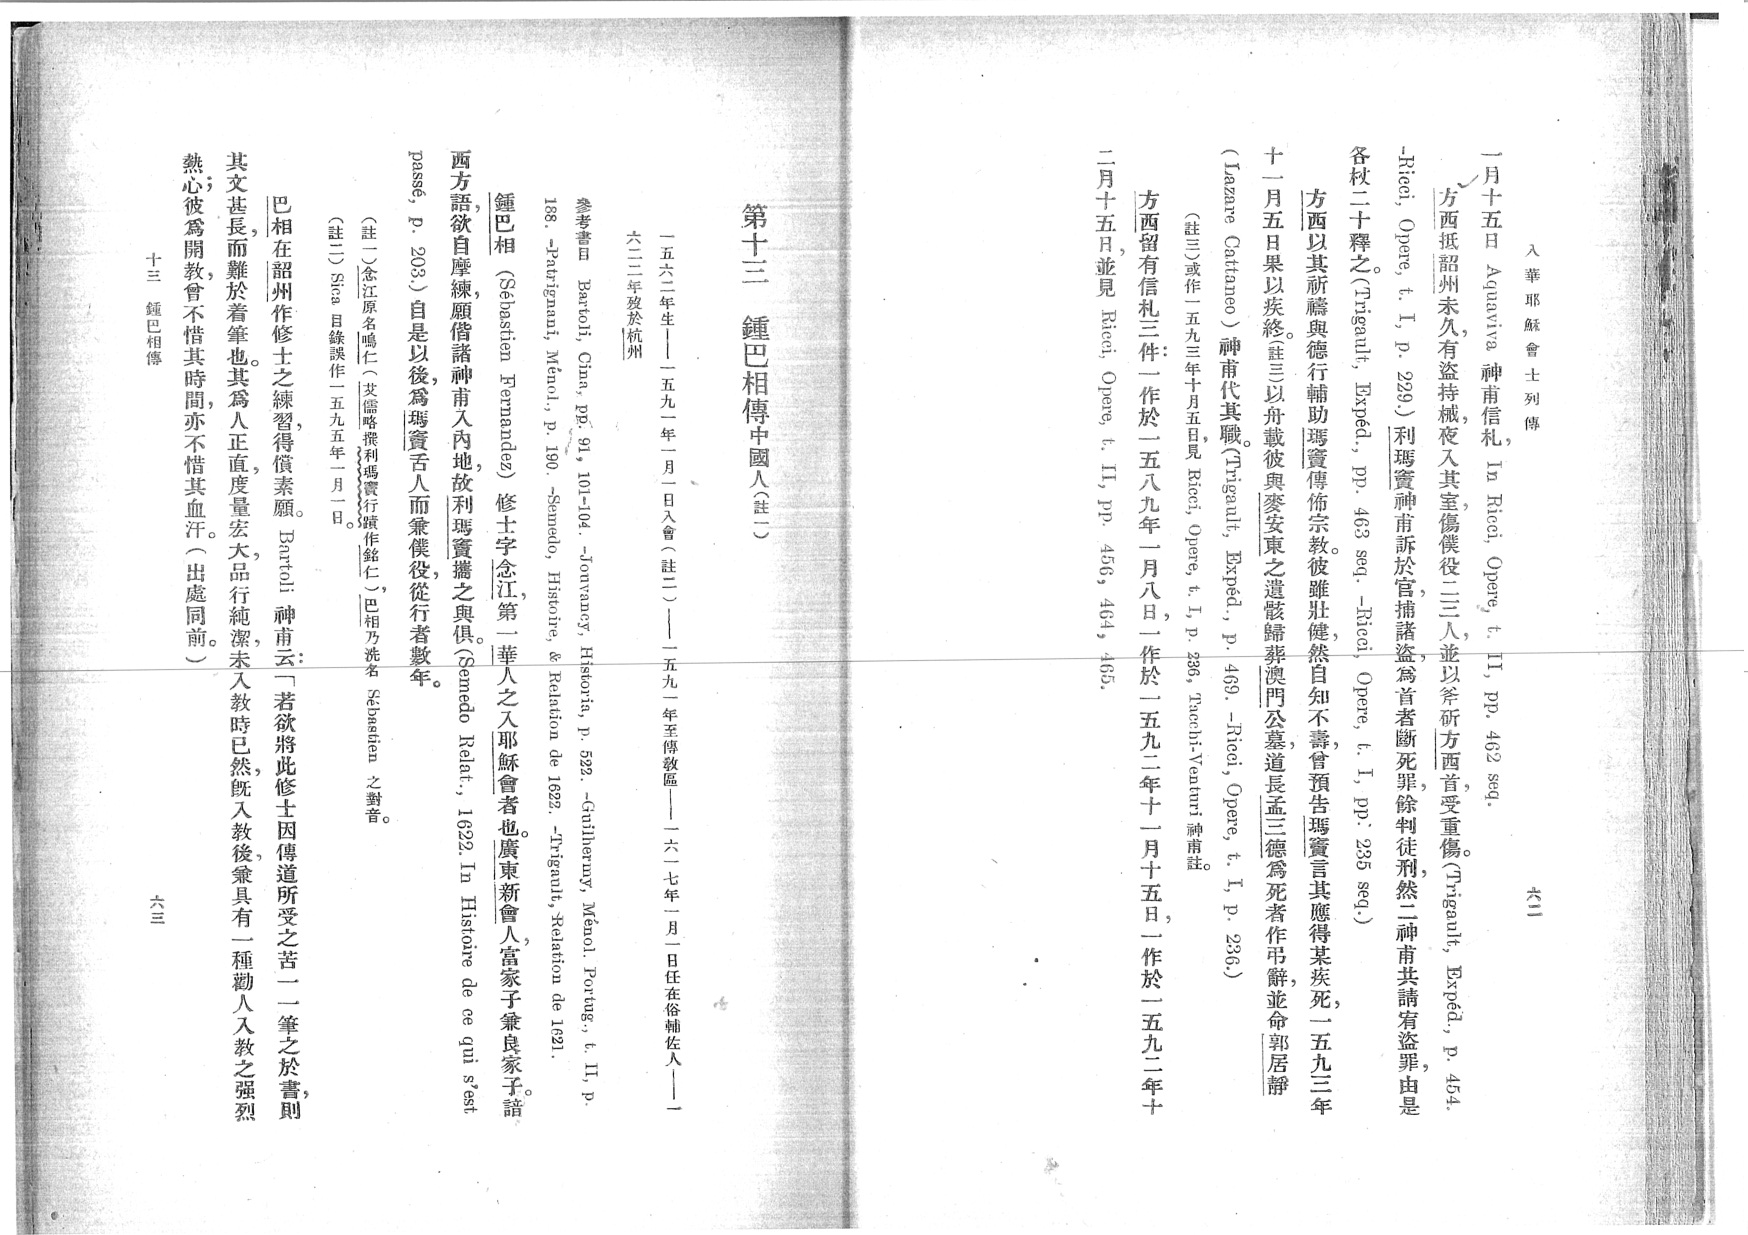 入華耶穌會士列傳
六二
一月十五日 Aquaviva 神甫信札，In Ricci, Opere, t. II, pp. 462 seq.
方西抵韶州未久，有盜持械，夜入其室，傷僕役二三人，並以斧斫方西首，受重傷。(Trigault, Expéd., p. 454.
-Ricci, Opere, t. I, p. 229.) 利瑪竇神甫訴於官，捕諸盜，爲首者斷死罪，餘判徒刑，然二神甫共請宥盜罪，由是
各杖二十釋之。(Trigault, Expéd., pp. 463 seq. -Ricci, Opere, t. I, pp. 235 seq.)
方西以其祈禱與德行輔助瑪竇傳佈宗教。彼雖壯健，然自知不壽，曾預告瑪竇言其應得某疾死，一五九三年
十一月五日果以疾終。(註三)以舟載彼與麥安東之遺骸歸葬澳門公墓，道長孟三德爲死者作弔辭，並命郭居靜
(Lazare Cattaneo) 神甫代其職。(Trigault, Expéd., p. 469. -Ricci, Opere, t. I, p. 236.)
(註三)或作一五九三年十月五日，見 Ricci, Opere, t. I, p. 236, Tacchi-Venturi 神甫註。
方西留有信札三件：一作於一五八九年一月八日，一作於一五九二年十一月十五日，一作於一五九二年十
二月十五日，並見 Ricci, Opere, t. II, pp. 456, 464, 465.
第十三　鍾巴相傳中國人(註一)
一五六二年生——一五九一年一月一日入會(註二)——一五九一年至傳敎區——一六一七年一月一日任在俗輔佐人——一
六二二年歿於杭州
參考書目　Bartoli, Cina, pp. 91, 101-104. -Jouvancy, Historia, p. 522. -Guilhermy, Ménol. Portug., t. II, p.
188. -Patrignani, Ménol., p. 190. -Semedo, Histoire, & Relation de 1622. -Trigault, Relation de 1621.
鍾巴相 (Sébastien Fernandez) 修士字念江，第一華人之入耶穌會者也。廣東新會人，富家子兼良家子。諳
西方語，欲自摩練，願偕諸神甫入內地，故利瑪竇攜之與俱。(Semedo Relat., 1622. In Histoire de ce qui s'est
passé, p. 203.) 自是以後，爲瑪竇舌人而兼僕役，從行者數年。
(註一)念江原名鳴仁(艾儒略撰利瑪竇行蹟作銘仁)，巴相乃洗名 Sébastien 之對音。
(註二) Sica 目錄誤作一五九五年一月一日。
巴相在韶州作修士之練習，得償素願。Bartoli 神甫云：「若欲將此修士因傳道所受之苦一一筆之於書，則
其文甚長，而難於着筆也。其爲人正直，度量宏大，品行純潔，未入教時已然，旣入教後，兼具有一種勸人入教之强烈
熱心；彼爲開教，曾不惜其時間，亦不惜其血汗。(出處同前。)
十三　鍾巴相傳
六三